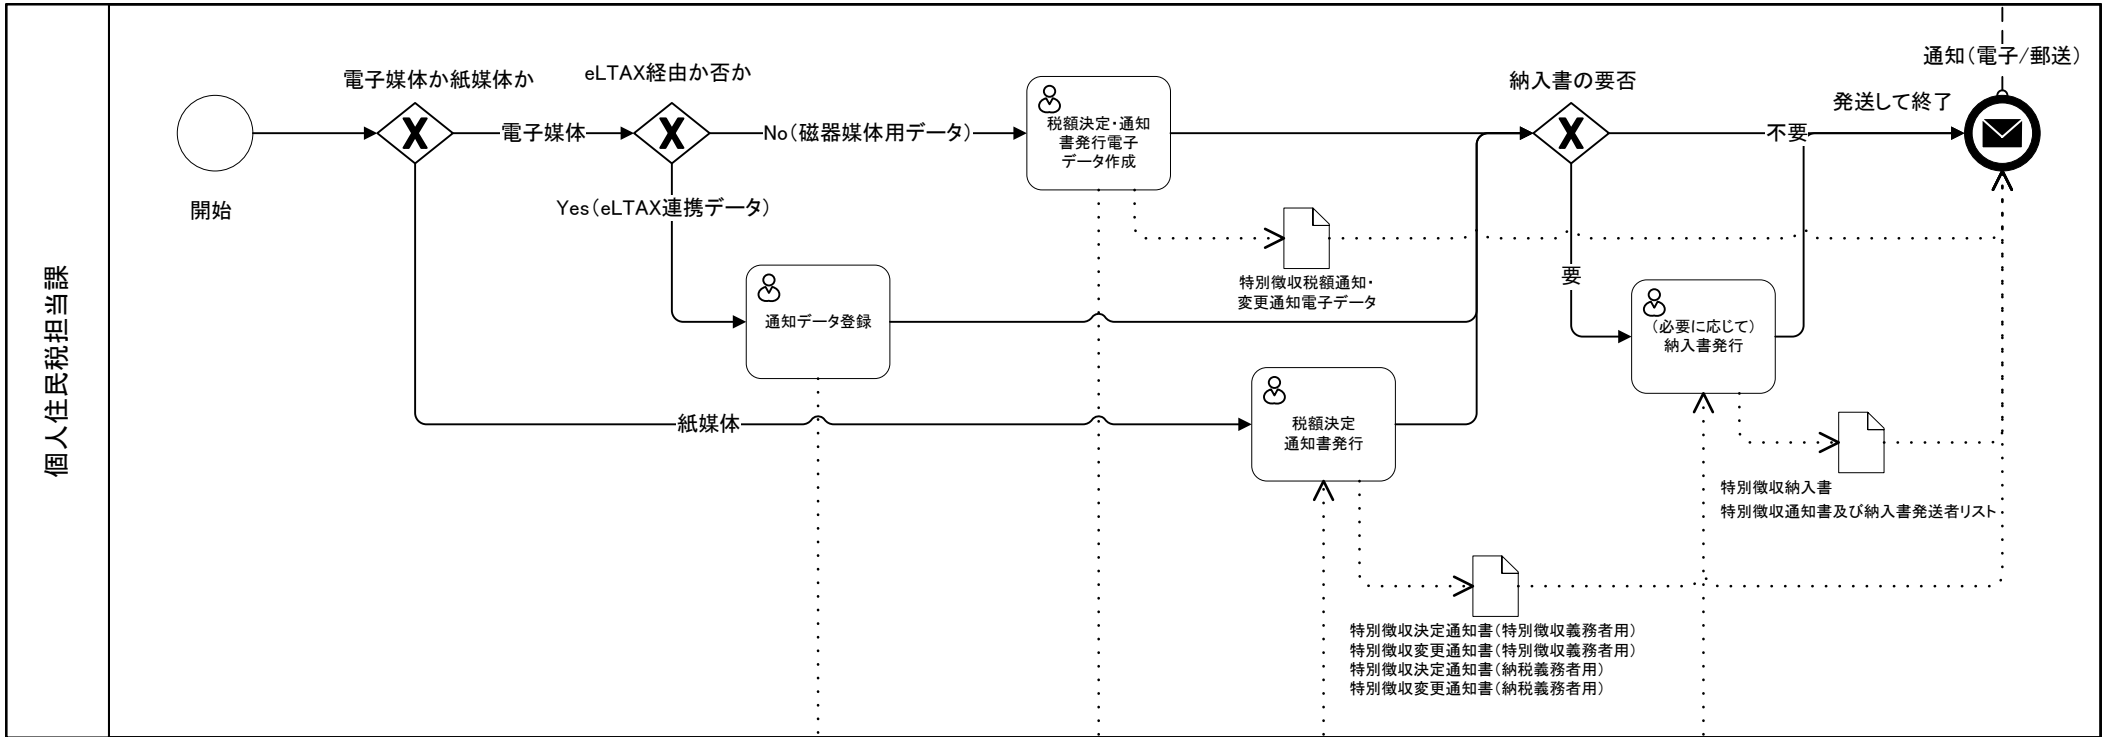 個人住民税担当課
開始
電子媒体か紙媒体か
電子媒体
eLTAX経由か否か
No(磁器媒体用データ)
Yes(eLTAX連携データ)
紙媒体
通知データ登録
税額決定・通知
書発行電子
データ作成
特別徴収税額通知・
変更通知電子データ
税額決定
通知書発行
特別徴収決定通知書(特別徴収義務者用)
特別徴収変更通知書(特別徴収義務者用)
特別徴収決定通知書(納税義務者用)
特別徴収変更通知書(納税義務者用)
納入書の要否
不要
要
(必要に応じて)
納入書発行
特別徴収納入書
特別徴収通知書及び納入書発送者リスト
発送して終了
通知(電子/郵送)